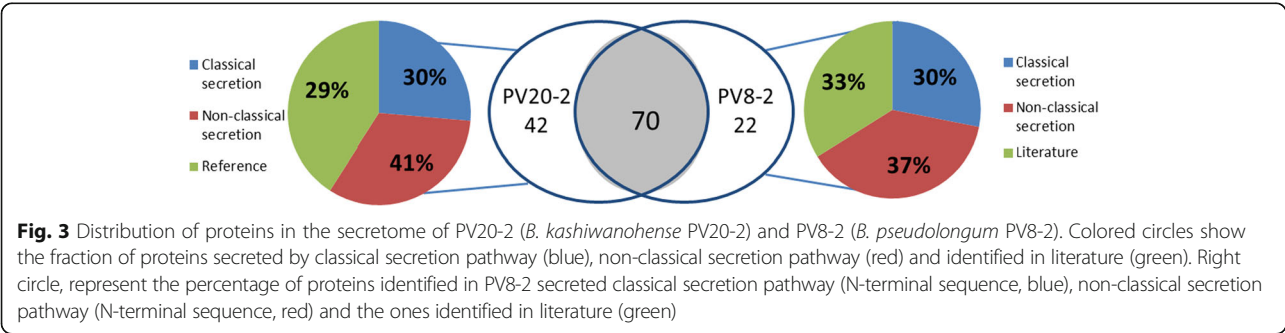 Classical
secretion
Non-classical
secretion
Reference
29%
30%
41%
PV20-2
42
70
PV8-2
22
33%
30%
37%
Classical
secretion
Non-classical
secretion
Literature
Fig. 3 Distribution of proteins in the secretome of PV20-2 (B. kashiwanohense PV20-2) and PV8-2 (B. pseudolongum PV8-2). Colored circles show
the fraction of proteins secreted by classical secretion pathway (blue), non-classical secretion pathway (red) and identified in literature (green). Right
circle, represent the percentage of proteins identified in PV8-2 secreted classical secretion pathway (N-terminal sequence, blue), non-classical secretion
pathway (N-terminal sequence, red) and the ones identified in literature (green)